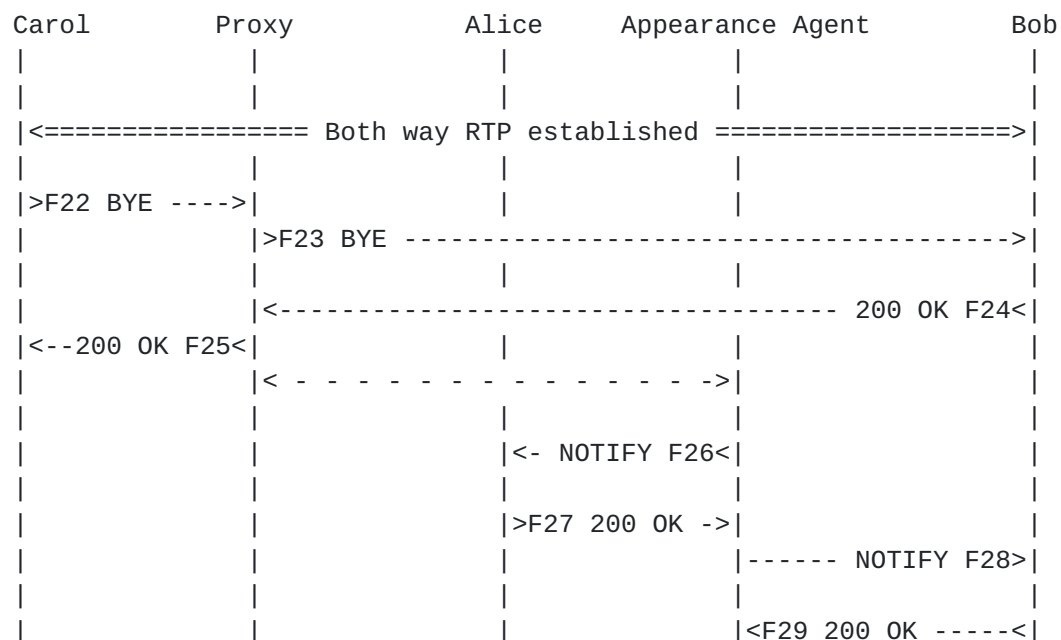 Carol Proxy Alice Appearance Agent Bob
| | | | |
| | | | |
|<================= Both way RTP established ===================>|
| | | | |
|>F22 BYE ---->| | | |
| |>F23 BYE --------------------------------------->|
| | | | |
| |<------------------------------------ 200 OK F24<|
|<--200 OK F25<| | | |
| |< - - - - - - - - - - - - - - ->| |
| | | | |
| | |<- NOTIFY F26<| |
| | | | |
| | |>F27 200 OK ->| |
| | | |------ NOTIFY F28>|
| | | | |
| | | |<F29 200 OK -----<|